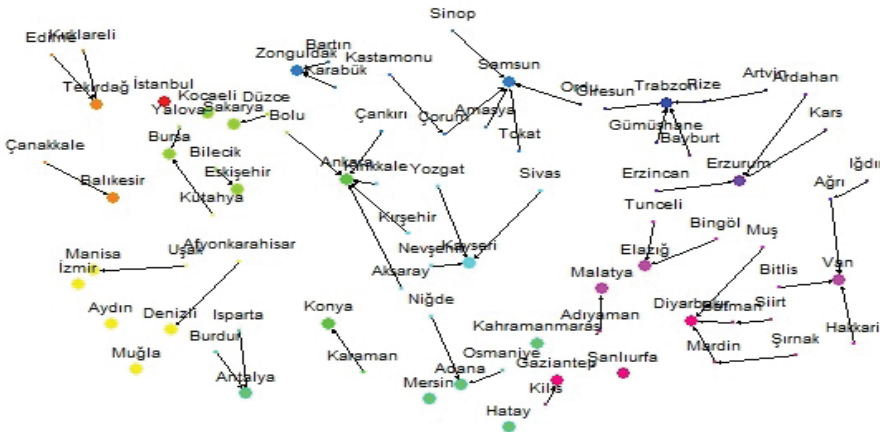 Sinop
Edirne
Kırklareli
Zonguldak
Bartın
Kastamonu
Karabük
Samsun
Tekirdağ
İstanbul
Kocaeli
Düzce
Yalova
Sakarya
Bolu
Çankırı
Çorum
Amasya
Tokat
Ordu
Giresun
Trabzon
Rize
Artvin
Ardahan
Kars
Gümüşhane
Bayburt
Bursa
Bilecik
Eskişehir
Kütahya
Çanakkale
Balıkesir
Ankara
Kırıkkale
Yozgat
Sivas
Erzincan
Erzurum
Iğdır
Ağrı
Kırşehir
Tunceli
Bingöl
Muş
Manisa
İzmir
Uşak
Afyonkarahisar
Nevşehir
Kayseri
Aksaray
Elazığ
Malatya
Bitlis
Van
Aydın
Denizli
Isparta
Burdur
Konya
Niğde
Kahramanmaraş
Adıyaman
Diyarbakır
Batman
Siirt
Hakkari
Muğla
Antalya
Karaman
Mersin
Adana
Osmaniye
Gaziantep
Şanlıurfa
Mardin
Şırnak
Kilis
Hatay